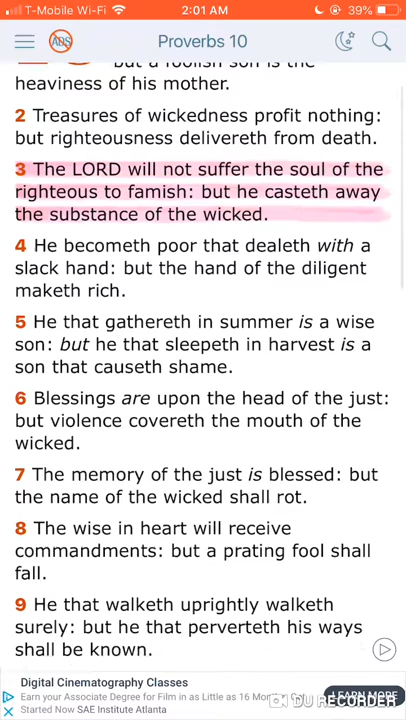 T-Mobile Wi-Fi 2:01 AM 39%
ADS Proverbs 10
but a foolish son is the
heaviness of his mother.
2 Treasures of wickedness profit nothing:
but righteousness delivereth from death.
3 The LORD will not suffer the soul of the
righteous to famish: but he casteth away
the substance of the wicked.
4 He becometh poor that dealeth with a
slack hand: but the hand of the diligent
maketh rich.
5 He that gathereth in summer is a wise
son: but he that sleepeth in harvest is a
son that causeth shame.
6 Blessings are upon the head of the just:
but violence covereth the mouth of the
wicked.
7 The memory of the just is blessed: but
the name of the wicked shall rot.
8 The wise in heart will receive
commandments: but a prating fool shall
fall.
9 He that walketh uprightly walketh
surely: but he that perverteth his ways
shall be known.
Digital Cinematography Classes
Earn your Associate Degree for Film in as Little as 16 
Started Now SAE Institute Atlanta
LEARN MORE
DU RECORDER